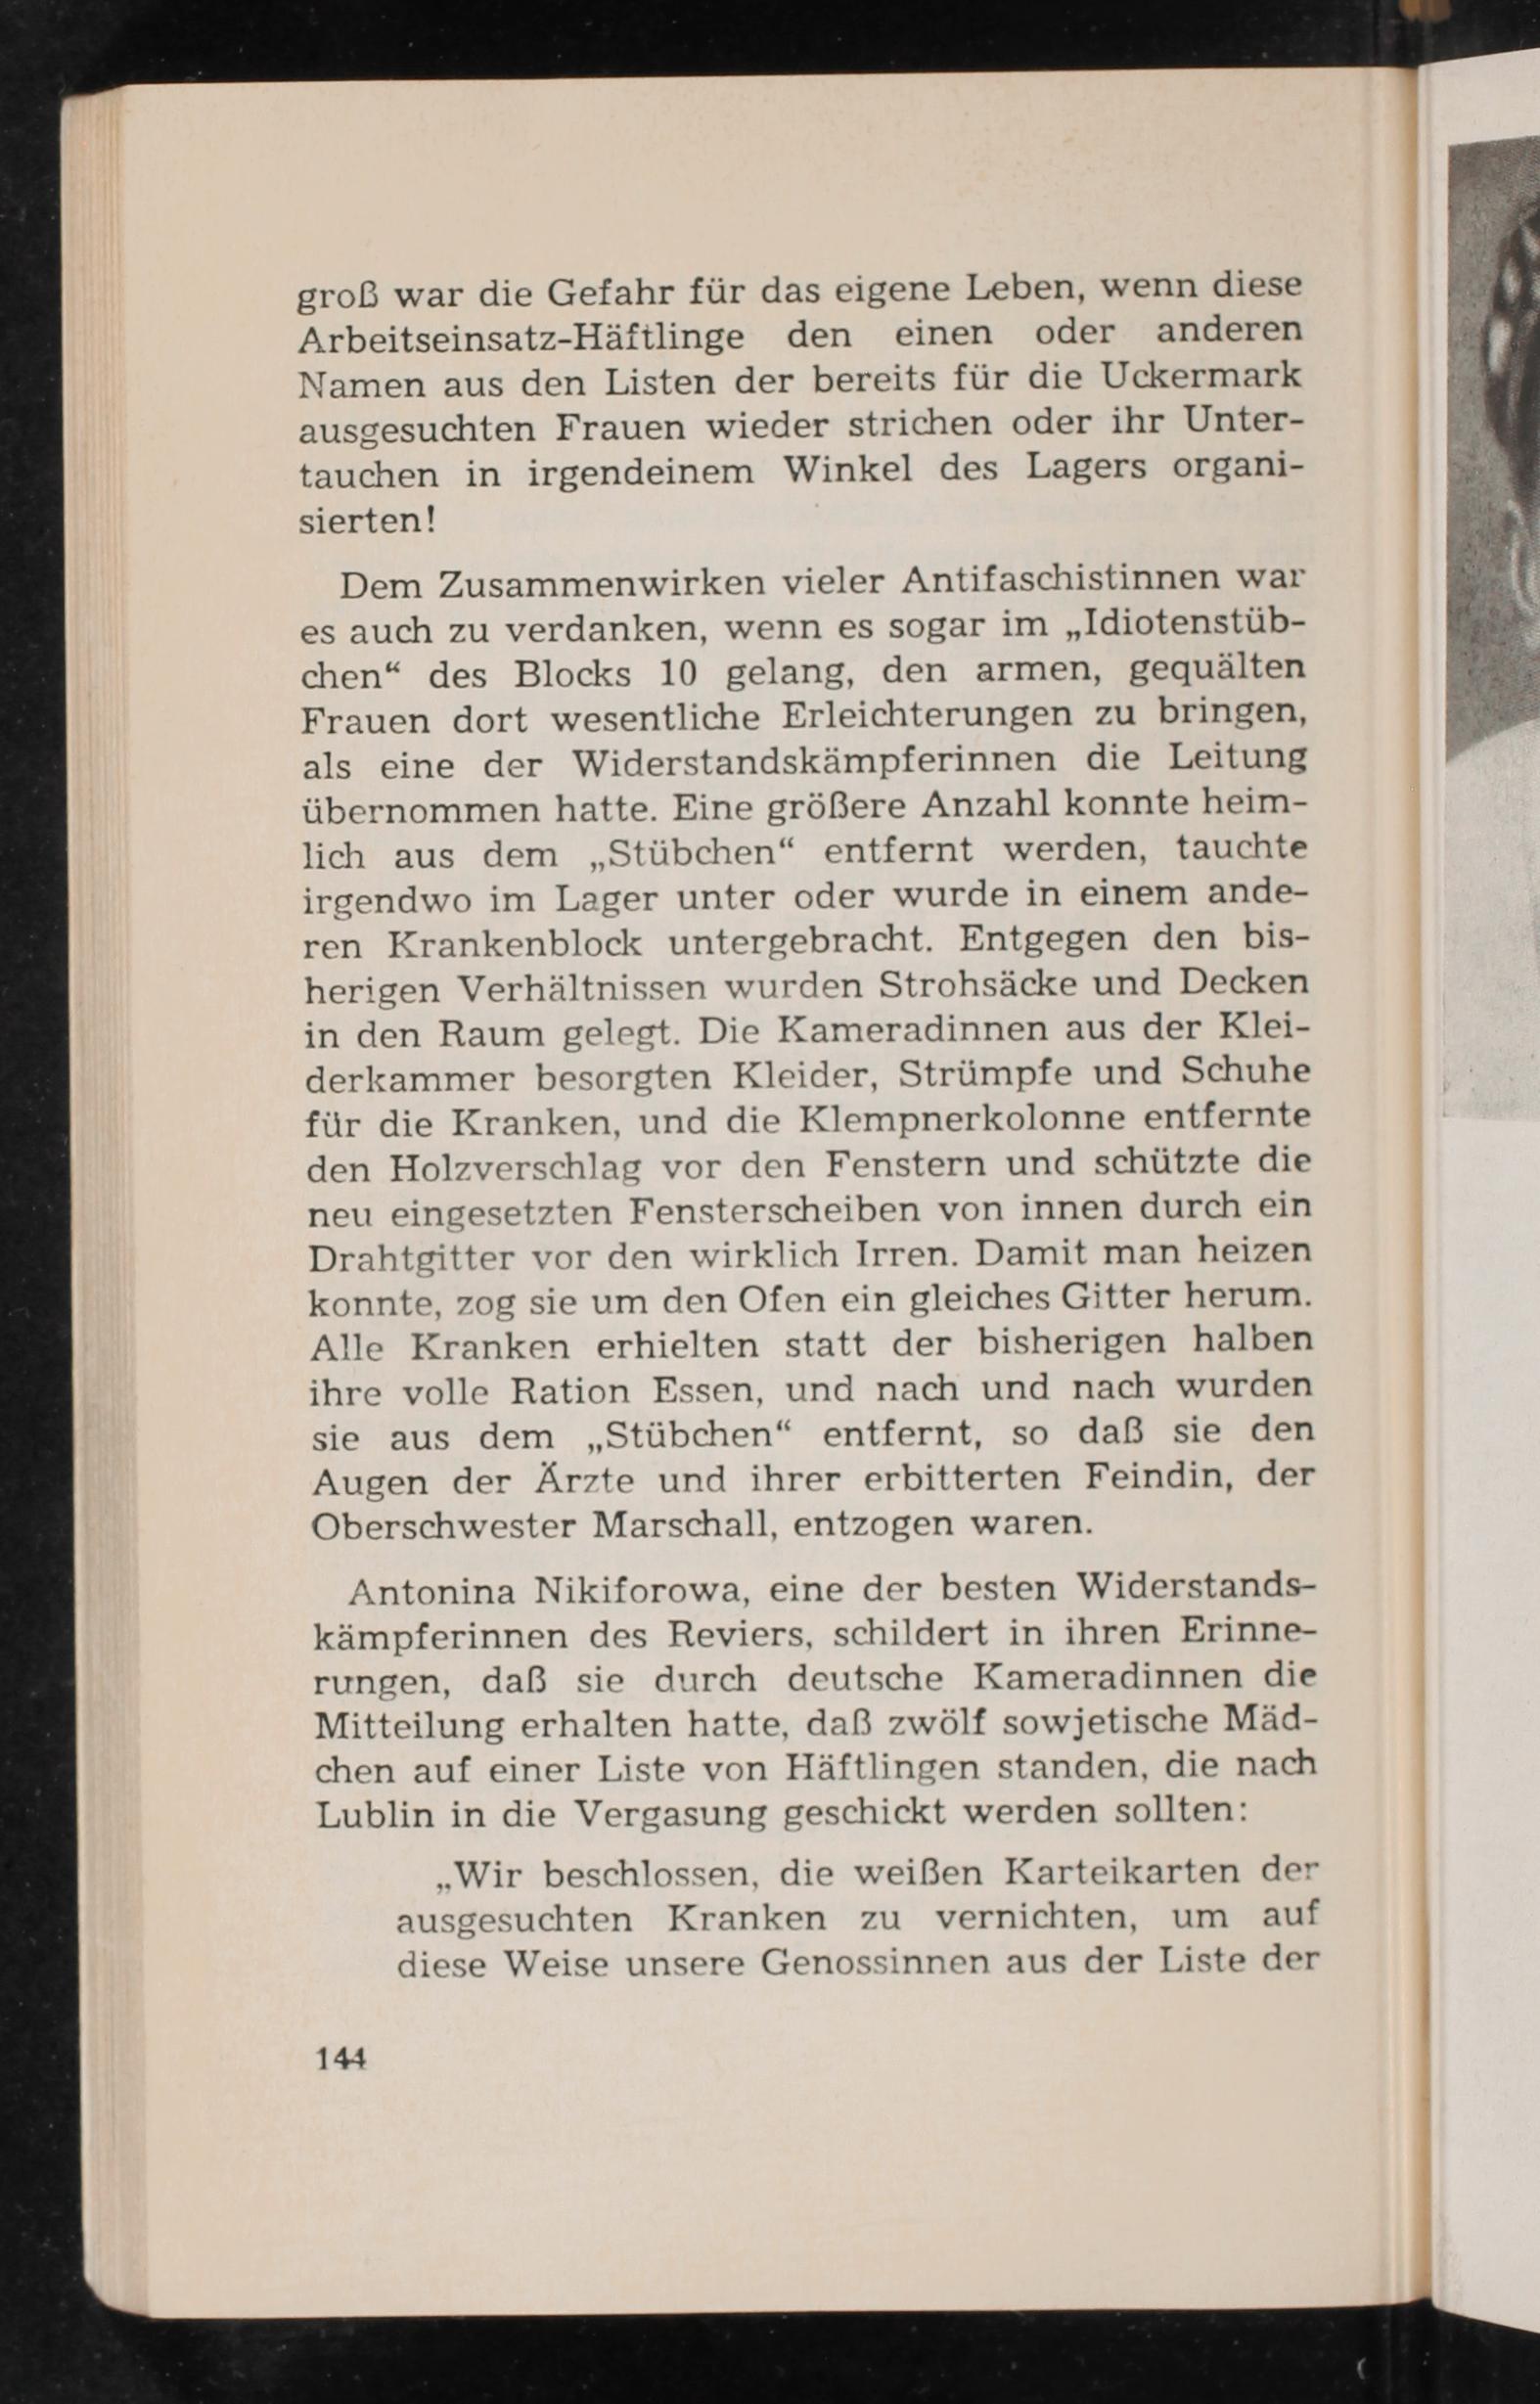 groß war die Gefahr für das eigene Leben, wenn diese
Arbeitseinsatz-Häftlinge den einen oder anderen
Namen aus den Listen der bereits für die Uckermark
ausgesuchten Frauen wieder strichen oder ihr Unter-
tauchen in irgendeinem Winkel des Lagers organi-
sierten!
Dem Zusammenwirken vieler Antifaschistinnen war
es auch zu verdanken, wenn es sogar im „Idiotenstüb-
chen“ des Blocks 10 gelang, den armen, gequälten
Frauen dort wesentliche Erleichterungen zu bringen,
als eine der Widerstandskämpferinnen die Leitung
übernommen hatte. Eine größere Anzahl konnte heim-
lich aus dem „Stübchen“ entfernt werden, tauchte
irgendwo im Lager unter oder wurde in einem ande-
ren Krankenblock untergebracht. Entgegen den bis-
herigen Verhältnissen wurden Strohsäcke und Decken
in den Raum gelegt. Die Kameradinnen aus der Klei-
derkammer besorgten Kleider, Strümpfe und Schuhe
für die Kranken, und die Klempnerkolonne entfernte
den Holzverschlag vor den Fenstern und schützte die
neu eingesetzten Fensterscheiben von innen durch ein
Drahtgitter vor den wirklich Irren. Damit man heizen
konnte, zog sie um den Ofen ein gleiches Gitter herum.
Alle Kranken erhielten statt der bisherigen halben
ihre volle Ration Essen, und nach und nach wurden
sie aus dem „Stübchen“ entfernt, so daß sie den
Augen der Ärzte und ihrer erbitterten Feindin, der
Oberschwester Marschall, entzogen waren.
Antonina Nikiforowa, eine der besten Widerstands-
kämpferinnen des Reviers, schildert in ihren Erinne-
rungen, daß sie durch deutsche Kameradinnen die
Mitteilung erhalten hatte, daß zwölf sowjetische Mäd-
chen auf einer Liste von Häftlingen standen, die nach
Lublin in die Vergasung geschickt werden sollten:
„Wir beschlossen, die weißen Karteikarten der
ausgesuchten Kranken zu vernichten, um auf
diese Weise unsere Genossinnen aus der Liste der
144